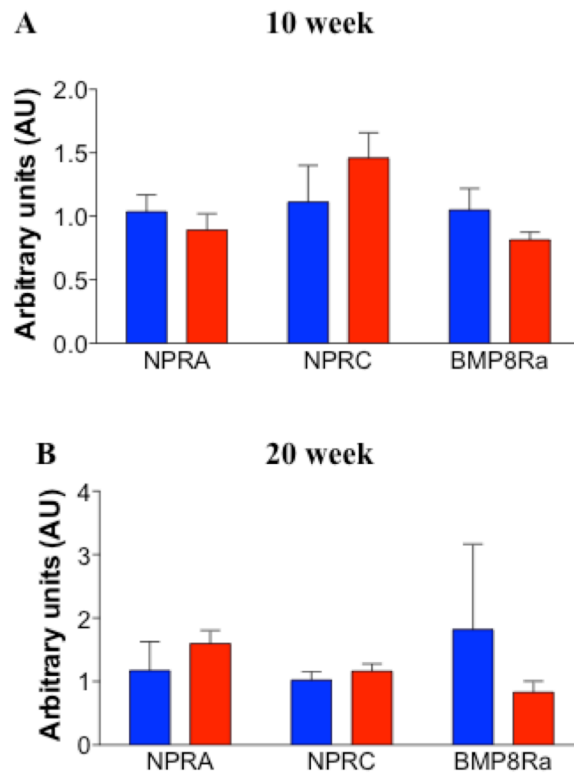 A 10 week
Arbitrary units (AU)
2.0
1.5
1.0
0.5
0.0
NPRA NPRC BMP8Ra
B 20 week
Arbitrary units (AU)
4
3
2
1
0
NPRA NPRC BMP8Ra